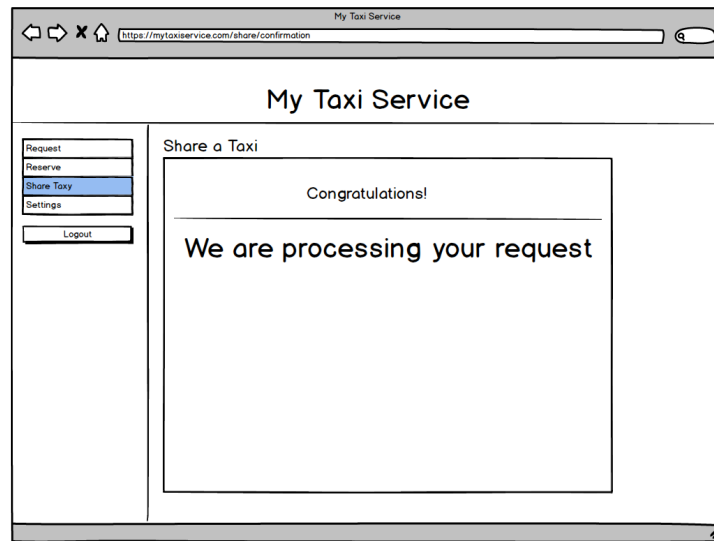 My Taxi Service
https://mytaxiservice.com/share/confirmation
My Taxi Service
Request
Reserve
Share Taxy
Settings
Logout
Share a Taxi
Congratulations!
We are processing your request